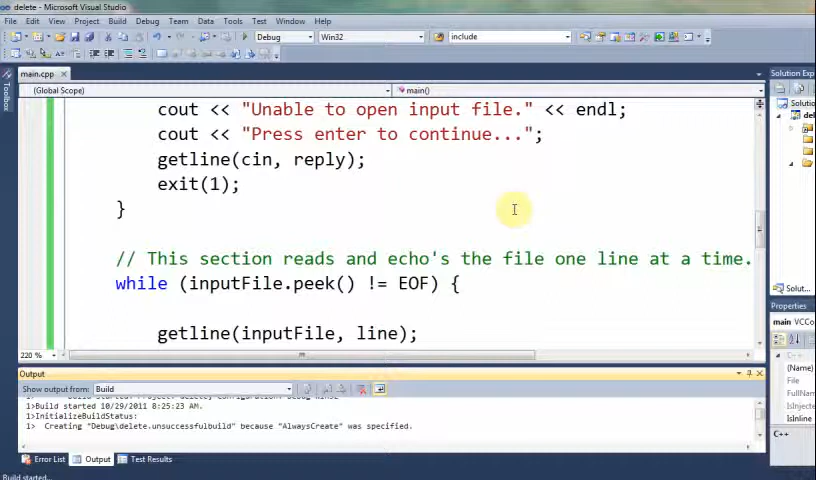 delete - Microsoft Visual Studio
File Edit View Project Build Debug Team Data Tools Test Window Help
Debug Win32 include
main.cpp
(Global Scope) main()
Toolbox
cout << "Unable to open input file." << endl;
cout << "Press enter to continue...";
getline(cin, reply);
exit(1);
}
// This section reads and echo's the file one line at a time.
while (inputFile.peek() != EOF) {
getline(inputFile, line);
220 %
Solution Exp
Solutio
del
Solut...
Properties
main VCCo
(Name)
File
FullNam
IsInjecte
IsInline
C++
Output
Show output from: Build
1>Build started 10/29/2011 8:25:23 AM.
1>InitializeBuildStatus:
1> Creating "Debug\delete.unsuccessfulbuild" because "AlwaysCreate" was specified.
Error List Output Test Results
Build started...